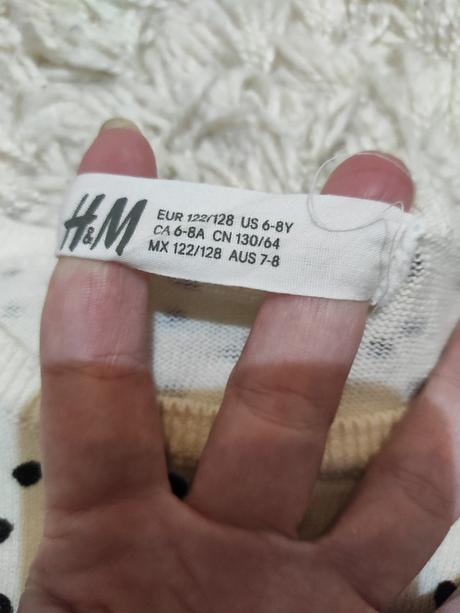 H&M
EUR 122/128 US 6-8Y
CA 6-8A CN 130/64
MX 122/128 AUS 7-8